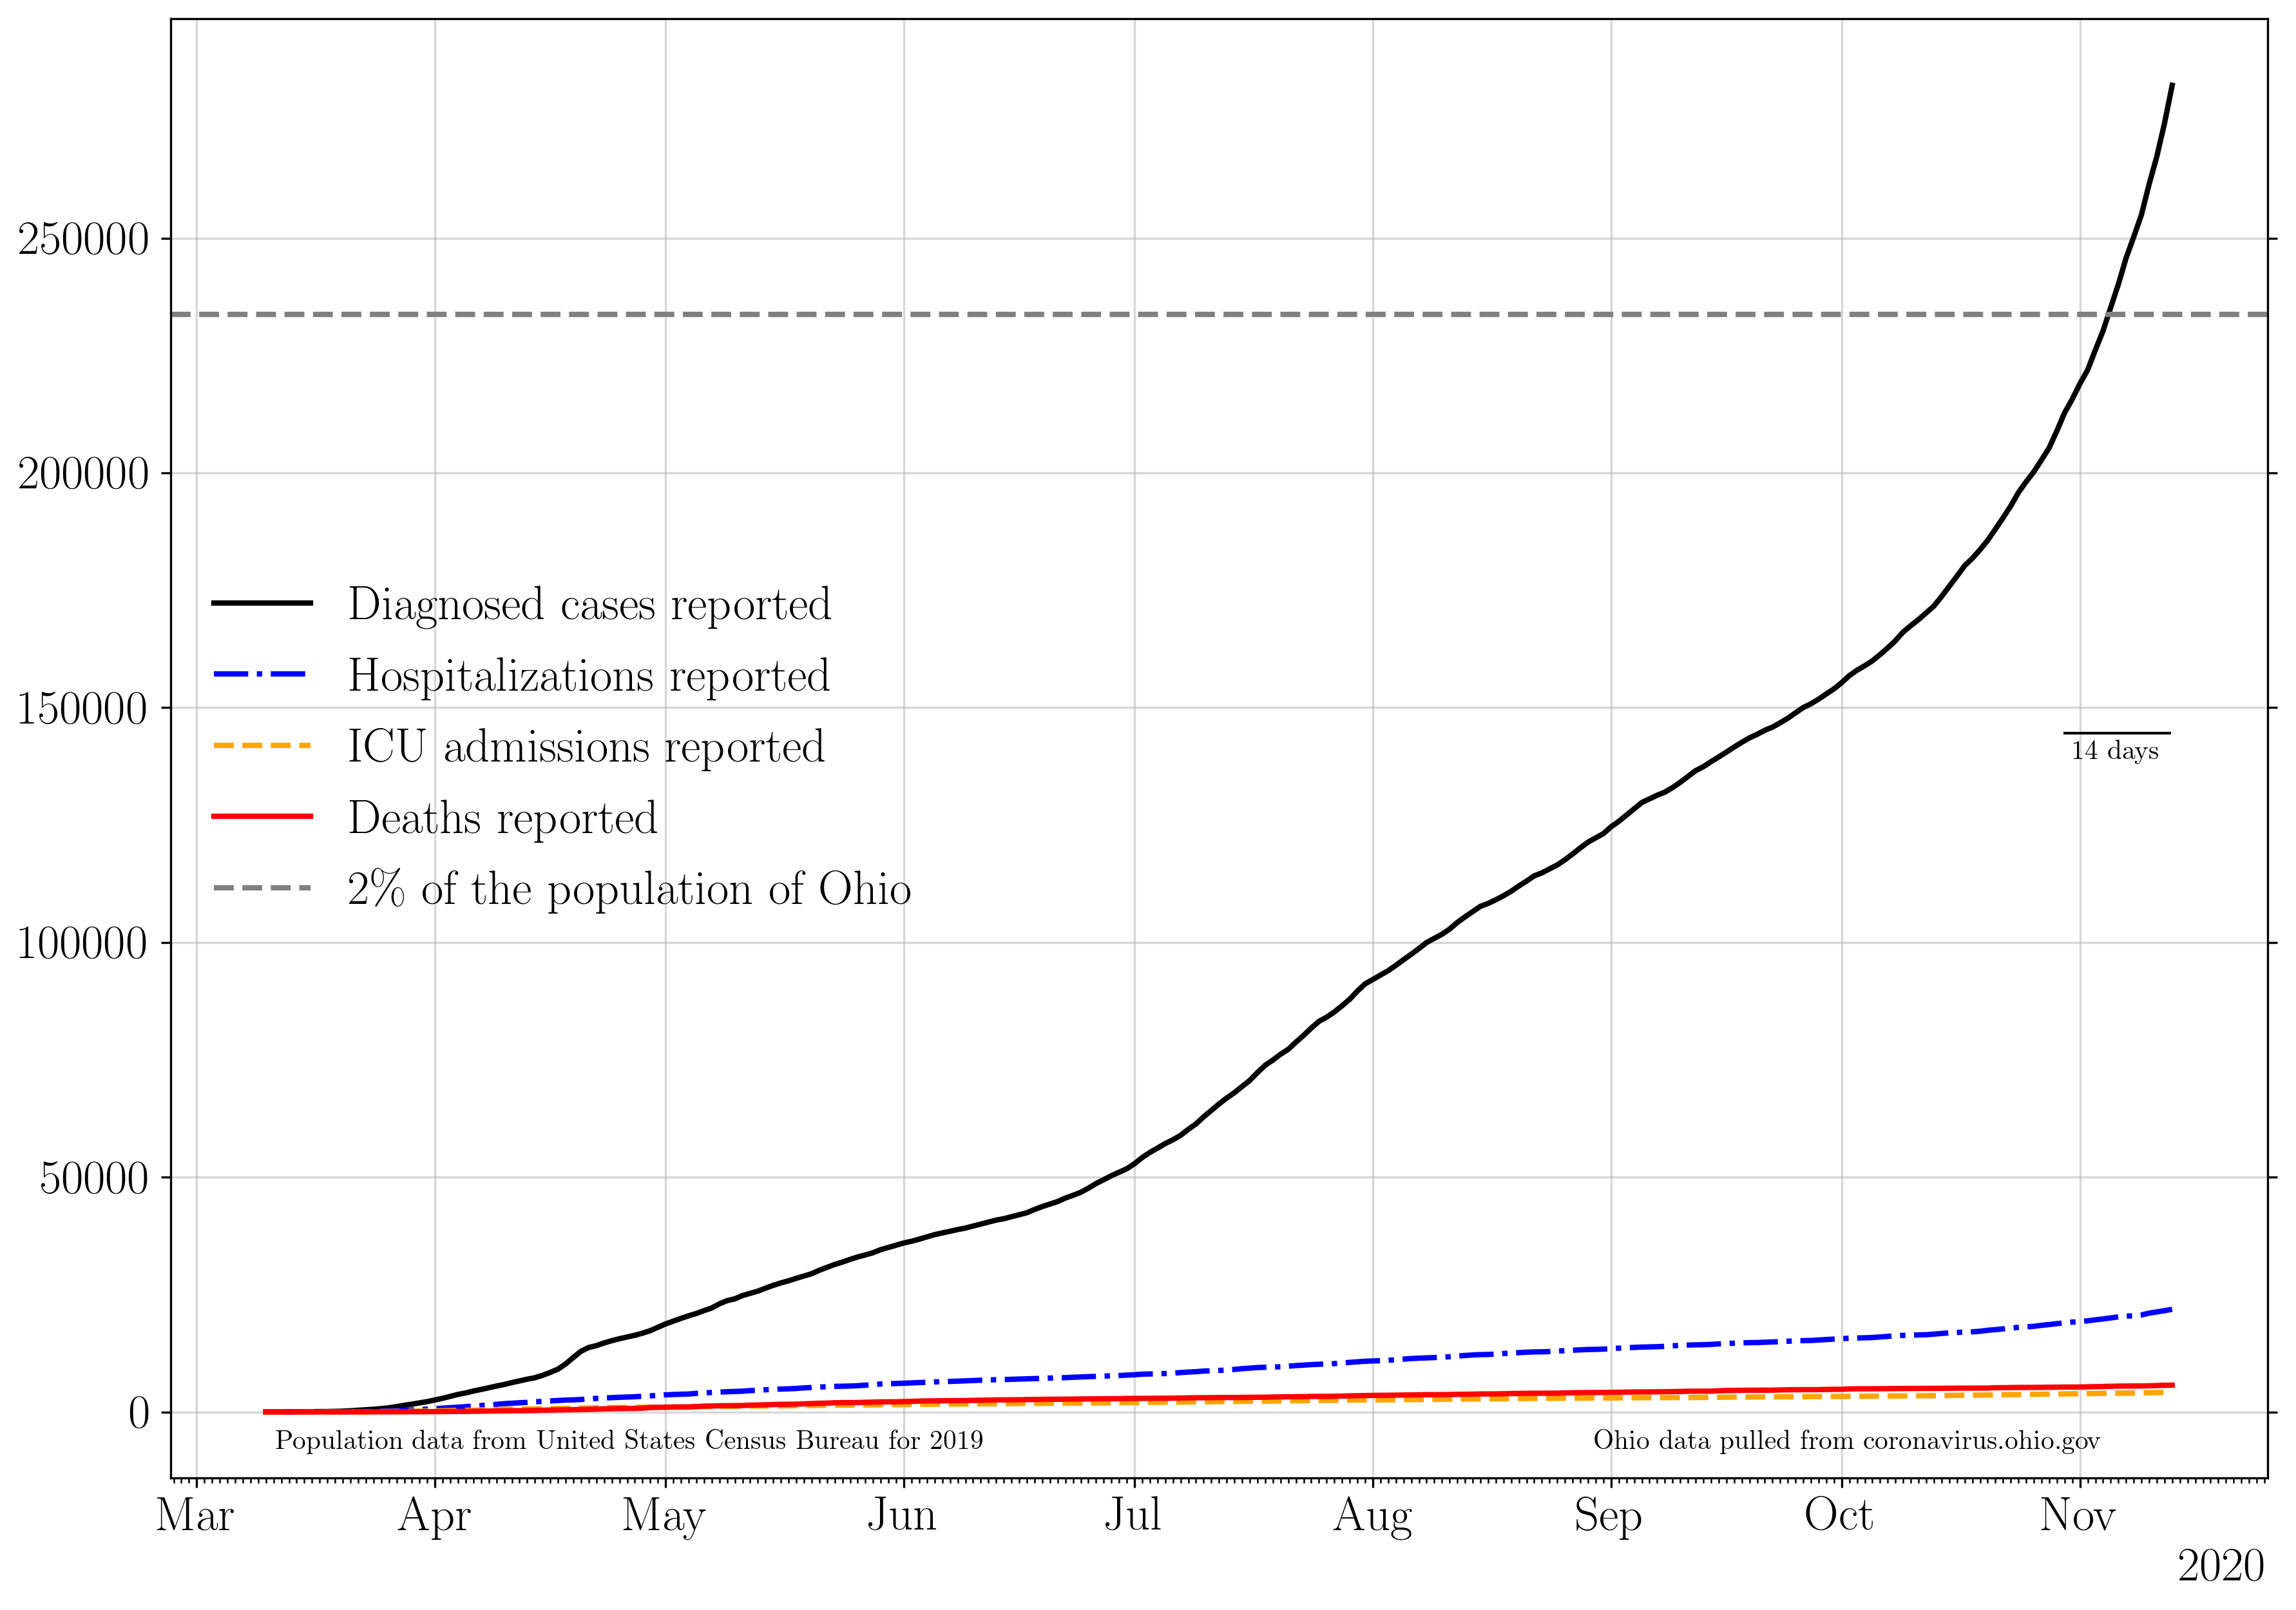 250000
200000
150000
100000
50000
0
Diagnosed cases reported
Hospitalizations reported
ICU admissions reported
Deaths reported
2% of the population of Ohio
14 days
Population data from United States Census Bureau for 2019
Ohio data pulled from coronavirus.ohio.gov
Mar Apr May Jun Jul Aug Sep Oct Nov
2020